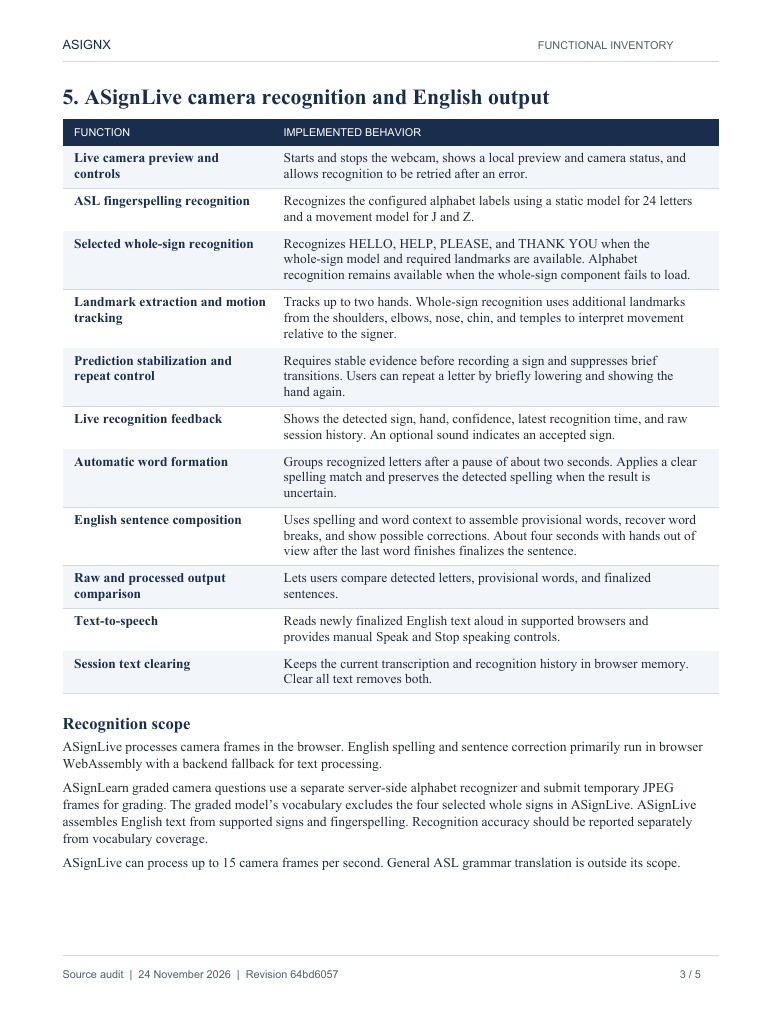 ASIGNX
FUNCTIONAL INVENTORY
5. ASignLive camera recognition and English output
FUNCTION
IMPLEMENTED BEHAVIOR
Live camera preview and
controls
Starts and stops the webcam, shows a local preview and camera status, and
allows recognition to be retried after an error.
ASL fingerspelling recognition
Recognizes the configured alphabet labels using a static model for 24 letters
and a movement model for J and Z.
Selected whole-sign recognition
Recognizes HELLO, HELP, PLEASE, and THANK YOU when the
whole-sign model and required landmarks are available. Alphabet
recognition remains available when the whole-sign component fails to load.
Landmark extraction and motion
tracking
Tracks up to two hands. Whole-sign recognition uses additional landmarks
from the shoulders, elbows, nose, chin, and temples to interpret movement
relative to the signer.
Prediction stabilization and
repeat control
Requires stable evidence before recording a sign and suppresses brief
transitions. Users can repeat a letter by briefly lowering and showing the
hand again.
Live recognition feedback
Shows the detected sign, hand, confidence, latest recognition time, and raw
session history. An optional sound indicates an accepted sign.
Automatic word formation
Groups recognized letters after a pause of about two seconds. Applies a clear
spelling match and preserves the detected spelling when the result is
uncertain.
English sentence composition
Uses spelling and word context to assemble provisional words, recover word
breaks, and show possible corrections. About four seconds with hands out of
view after the last word finishes finalizes the sentence.
Raw and processed output
comparison
Lets users compare detected letters, provisional words, and finalized
sentences.
Text-to-speech
Reads newly finalized English text aloud in supported browsers and
provides manual Speak and Stop speaking controls.
Session text clearing
Keeps the current transcription and recognition history in browser memory.
Clear all text removes both.
Recognition scope
ASignLive processes camera frames in the browser. English spelling and sentence correction primarily run in browser
WebAssembly with a backend fallback for text processing.
ASignLearn graded camera questions use a separate server-side alphabet recognizer and submit temporary JPEG
frames for grading. The graded model’s vocabulary excludes the four selected whole signs in ASignLive. ASignLive
assembles English text from supported signs and fingerspelling. Recognition accuracy should be reported separately
from vocabulary coverage.
ASignLive can process up to 15 camera frames per second. General ASL grammar translation is outside its scope.
Source audit | 24 November 2026 | Revision 64bd6057
3 / 5